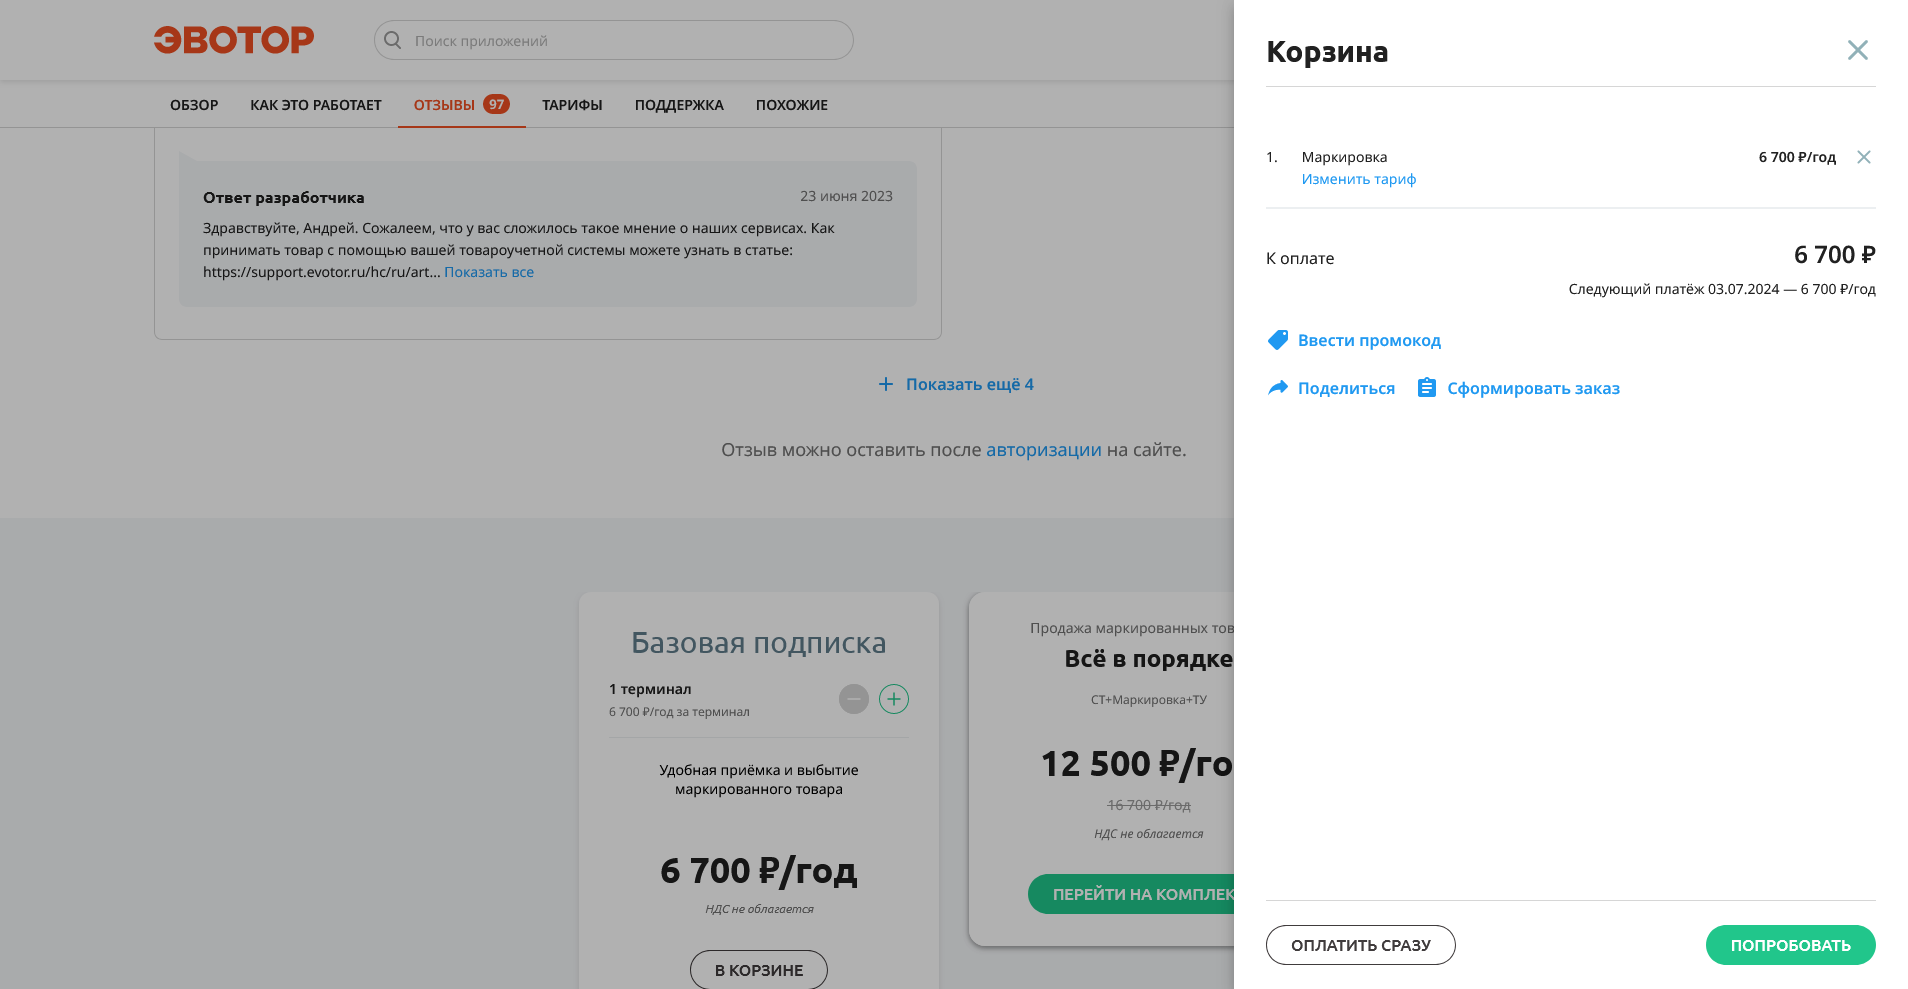 ЭВОТОР
Поиск приложений
ОБЗОР КАК ЭТО РАБОТАЕТ ОТЗЫВЫ 97 ТАРИФЫ ПОДДЕРЖКА ПОХОЖИЕ
Ответ разработчика 23 июня 2023
Здравствуйте, Андрей. Сожалеем, что у вас сложилось такое мнение о наших сервисах. Как
принимать товар с помощью вашей товароучетной системы можете узнать в статье:
https://support.evotor.ru/hc/ru/art... Показать все
Показать ещё 4
Отзыв можно оставить после авторизации на сайте.
Базовая подписка
1 терминал
6 700 ₽/год за терминал
Удобная приёмка и выбытие
маркированного товара
6 700 ₽/год
НДС не облагается
В КОРЗИНЕ
Продажа маркированных тов
Всё в порядке
СТ+Маркировка+ТУ
12 500 ₽/го
16 700 ₽/год
НДС не облагается
ПЕРЕЙТИ НА КОМПЛЕК
Корзина
1. Маркировка 6 700 ₽/год
Изменить тариф
К оплате 6 700 ₽
Следующий платёж 03.07.2024 — 6 700 ₽/год
Ввести промокод
Поделиться Сформировать заказ
ОПЛАТИТЬ СРАЗУ ПОПРОБОВАТЬ